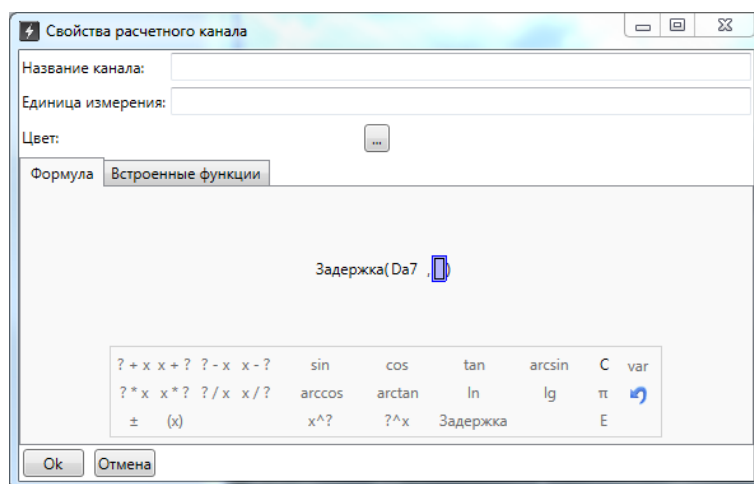 Свойства расчетного канала
Название канала:
Единица измерения:
Цвет:
...
Формула Встроенные функции
Задержка( Da7 , )
? + x x + ? ? - x x - ? sin cos tan arcsin C var
? * x x * ? ? / x x / ? arccos arctan ln lg π
± (x) x^? ?^x Задержка E
Ok Отмена